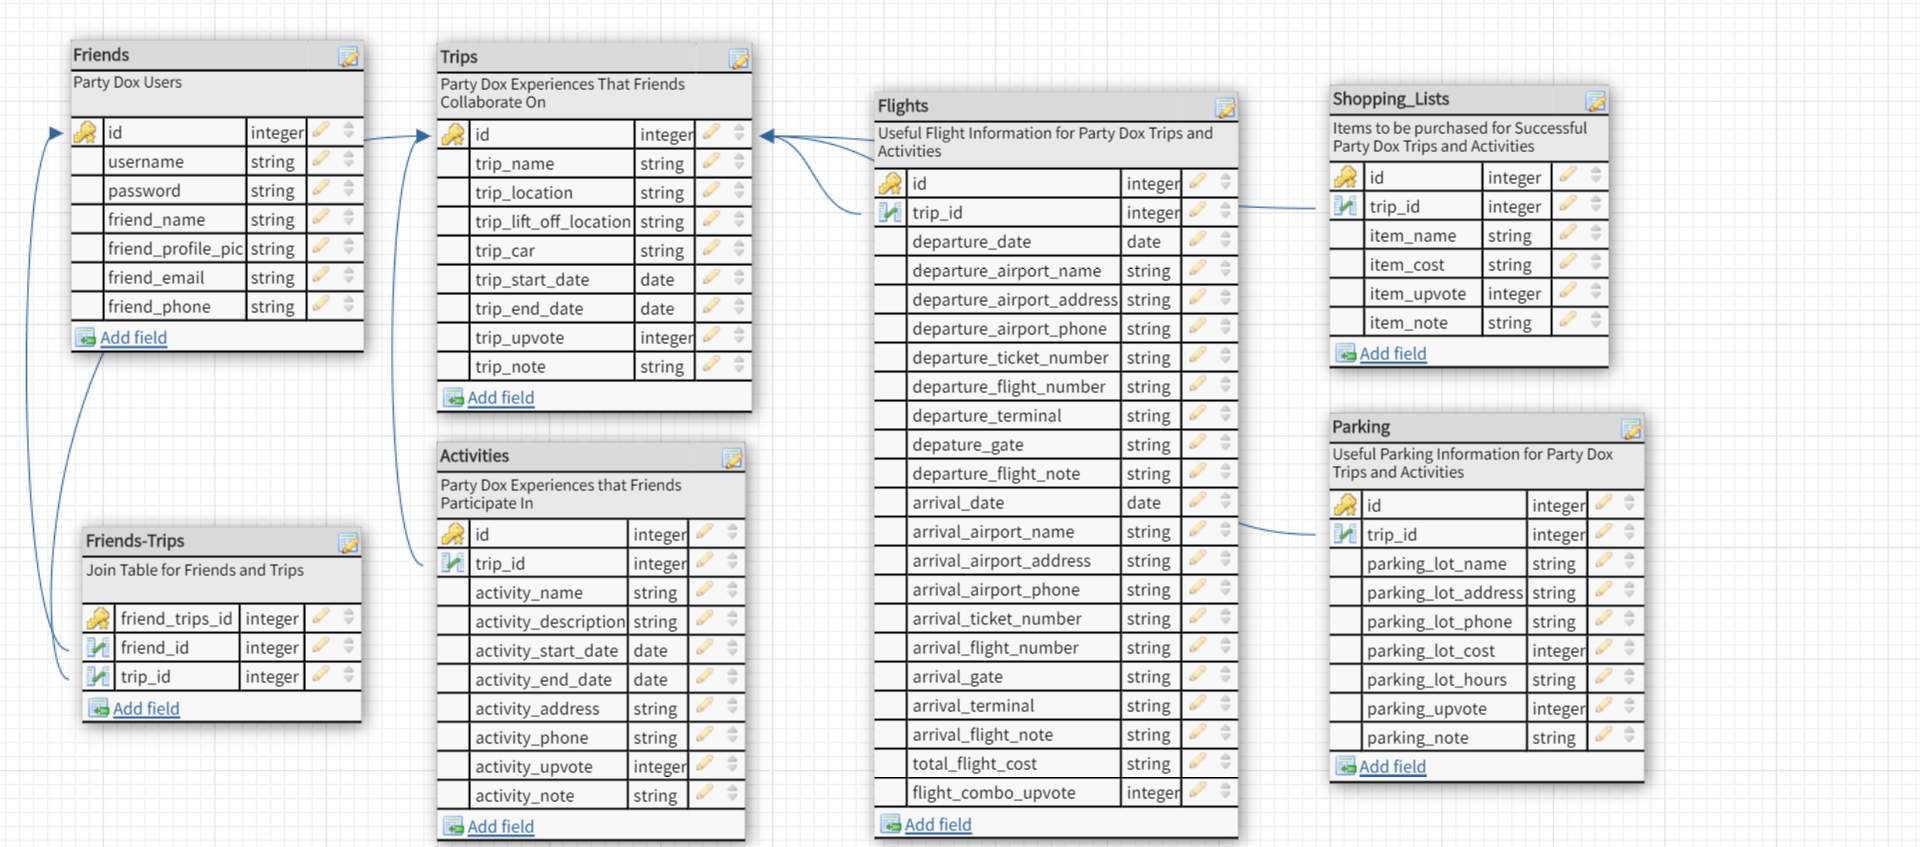 Friends
Party Dox Users
id integer
username string
password string
friend_name string
friend_profile_pic string
friend_email string
friend_phone string
Add field
Friends-Trips
Join Table for Friends and Trips
friend_trips_id integer
friend_id integer
trip_id integer
Add field
Trips
Party Dox Experiences That Friends
Collaborate On
id integer
trip_name string
trip_location string
trip_lift_off_location string
trip_car string
trip_start_date date
trip_end_date date
trip_upvote integer
trip_note string
Add field
Activities
Party Dox Experiences that Friends
Participate In
id integer
trip_id integer
activity_name string
activity_description string
activity_start_date date
activity_end_date date
activity_address string
activity_phone string
activity_upvote integer
activity_note string
Add field
Flights
Useful Flight Information for Party Dox Trips and
Activities
id integer
trip_id integer
departure_date date
departure_airport_name string
departure_airport_address string
departure_airport_phone string
departure_ticket_number string
departure_flight_number string
departure_terminal string
depature_gate string
departure_flight_note string
arrival_date date
arrival_airport_name string
arrival_airport_address string
arrival_airport_phone string
arrival_ticket_number string
arrival_flight_number string
arrival_gate string
arrival_terminal string
arrival_flight_note string
total_flight_cost string
flight_combo_upvote integer
Add field
Shopping_Lists
Items to be purchased for Successful
Party Dox Trips and Activities
id integer
trip_id integer
item_name string
item_cost string
item_upvote integer
item_note string
Add field
Parking
Useful Parking Information for Party Dox
Trips and Activities
id integer
trip_id integer
parking_lot_name string
parking_lot_address string
parking_lot_phone string
parking_lot_cost integer
parking_lot_hours string
parking_upvote integer
parking_note string
Add field